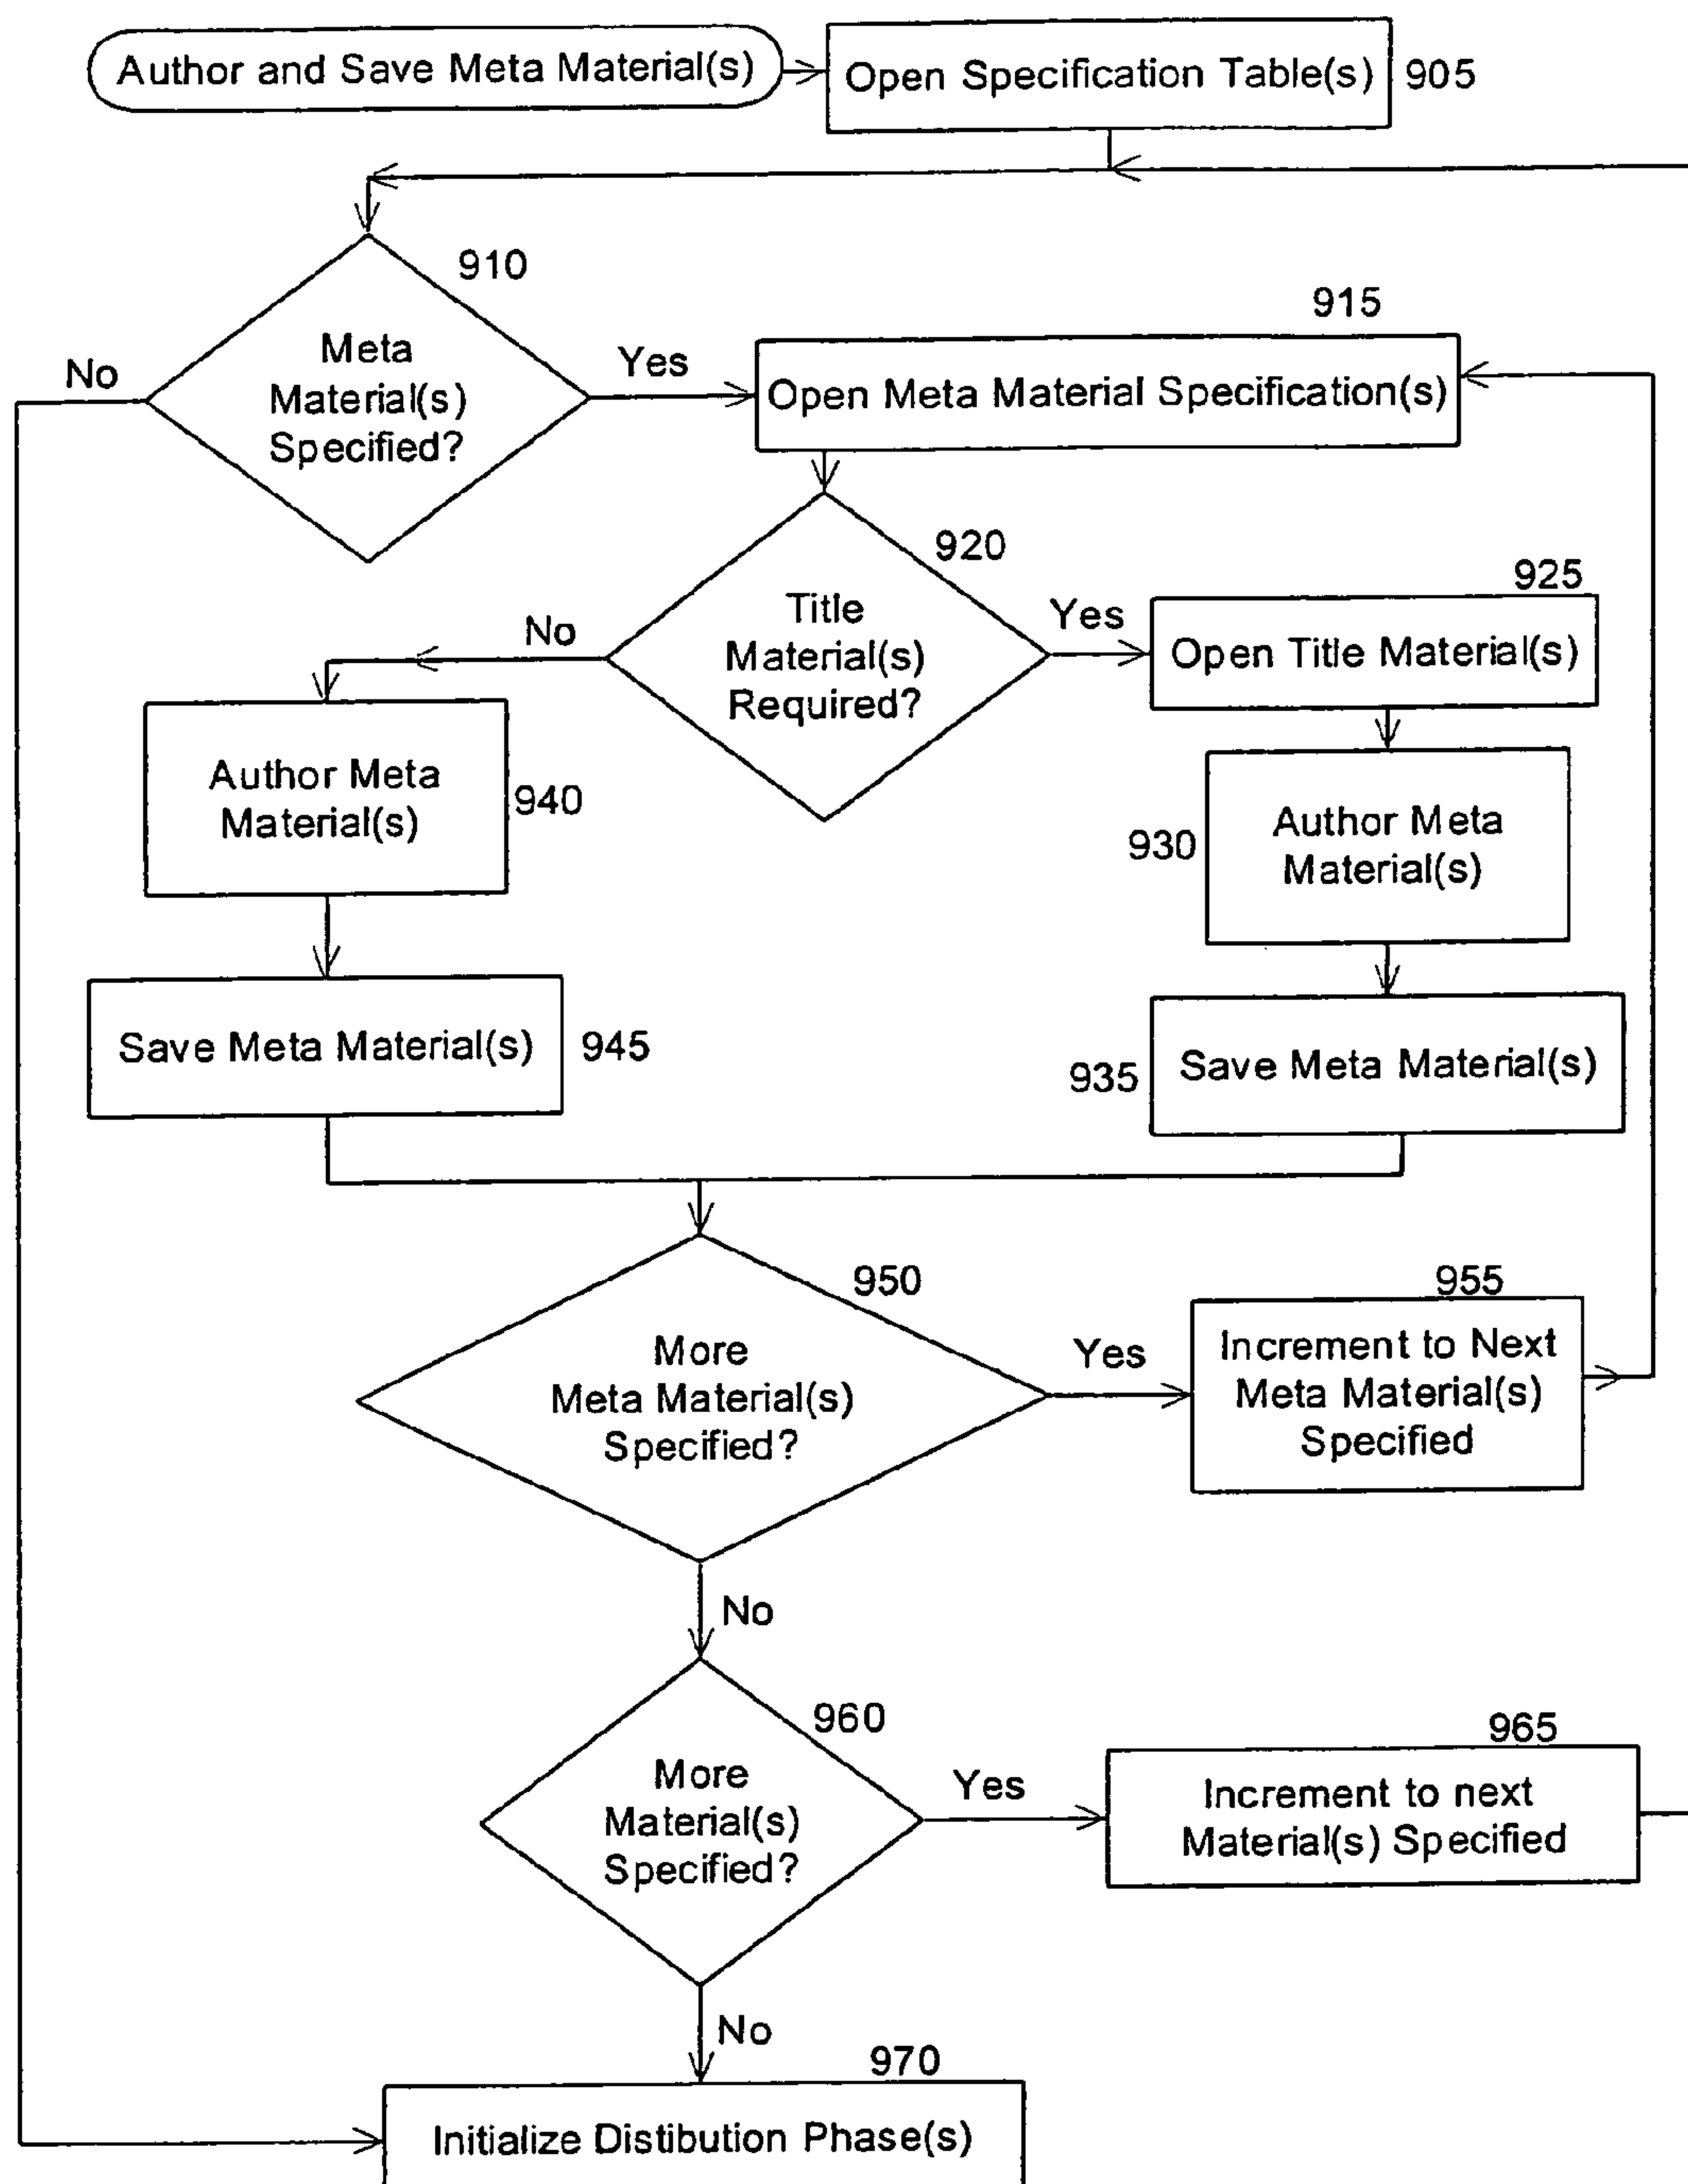 Author and Save Meta Material(s)
Open Specification Table(s)
905
910
Meta
Material(s)
Specified?
No
Yes
915
Open Meta Material Specification(s)
920
Title
Material(s)
Required?
No
Yes
925
Open Title Material(s)
Author Meta
Material(s)
940
930
Author Meta
Material(s)
Save Meta Material(s)
945
935
Save Meta Material(s)
950
More
Meta Material(s)
Specified?
Yes
955
Increment to Next
Meta Material(s)
Specified
No
960
More
Material(s)
Specified?
Yes
965
Increment to next
Material(s) Specified
No
970
Initialize Distibution Phase(s)